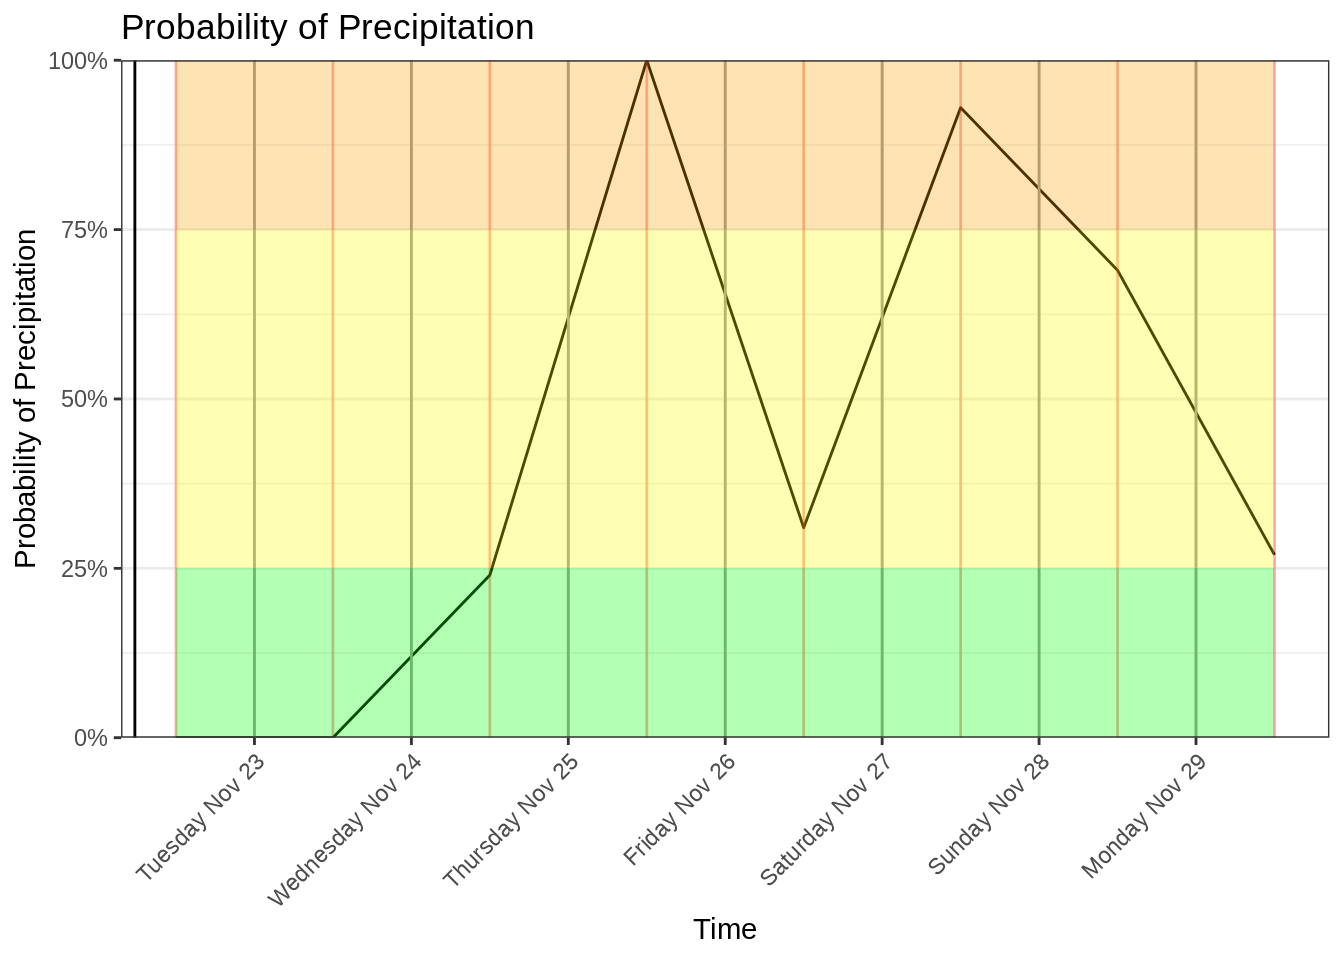 Probability of Precipitation
Probability of Precipitation
100%
75%
50%
25%
0%
Tuesday Nov 23
Wednesday Nov 24
Thursday Nov 25
Friday Nov 26
Saturday Nov 27
Sunday Nov 28
Monday Nov 29
Time